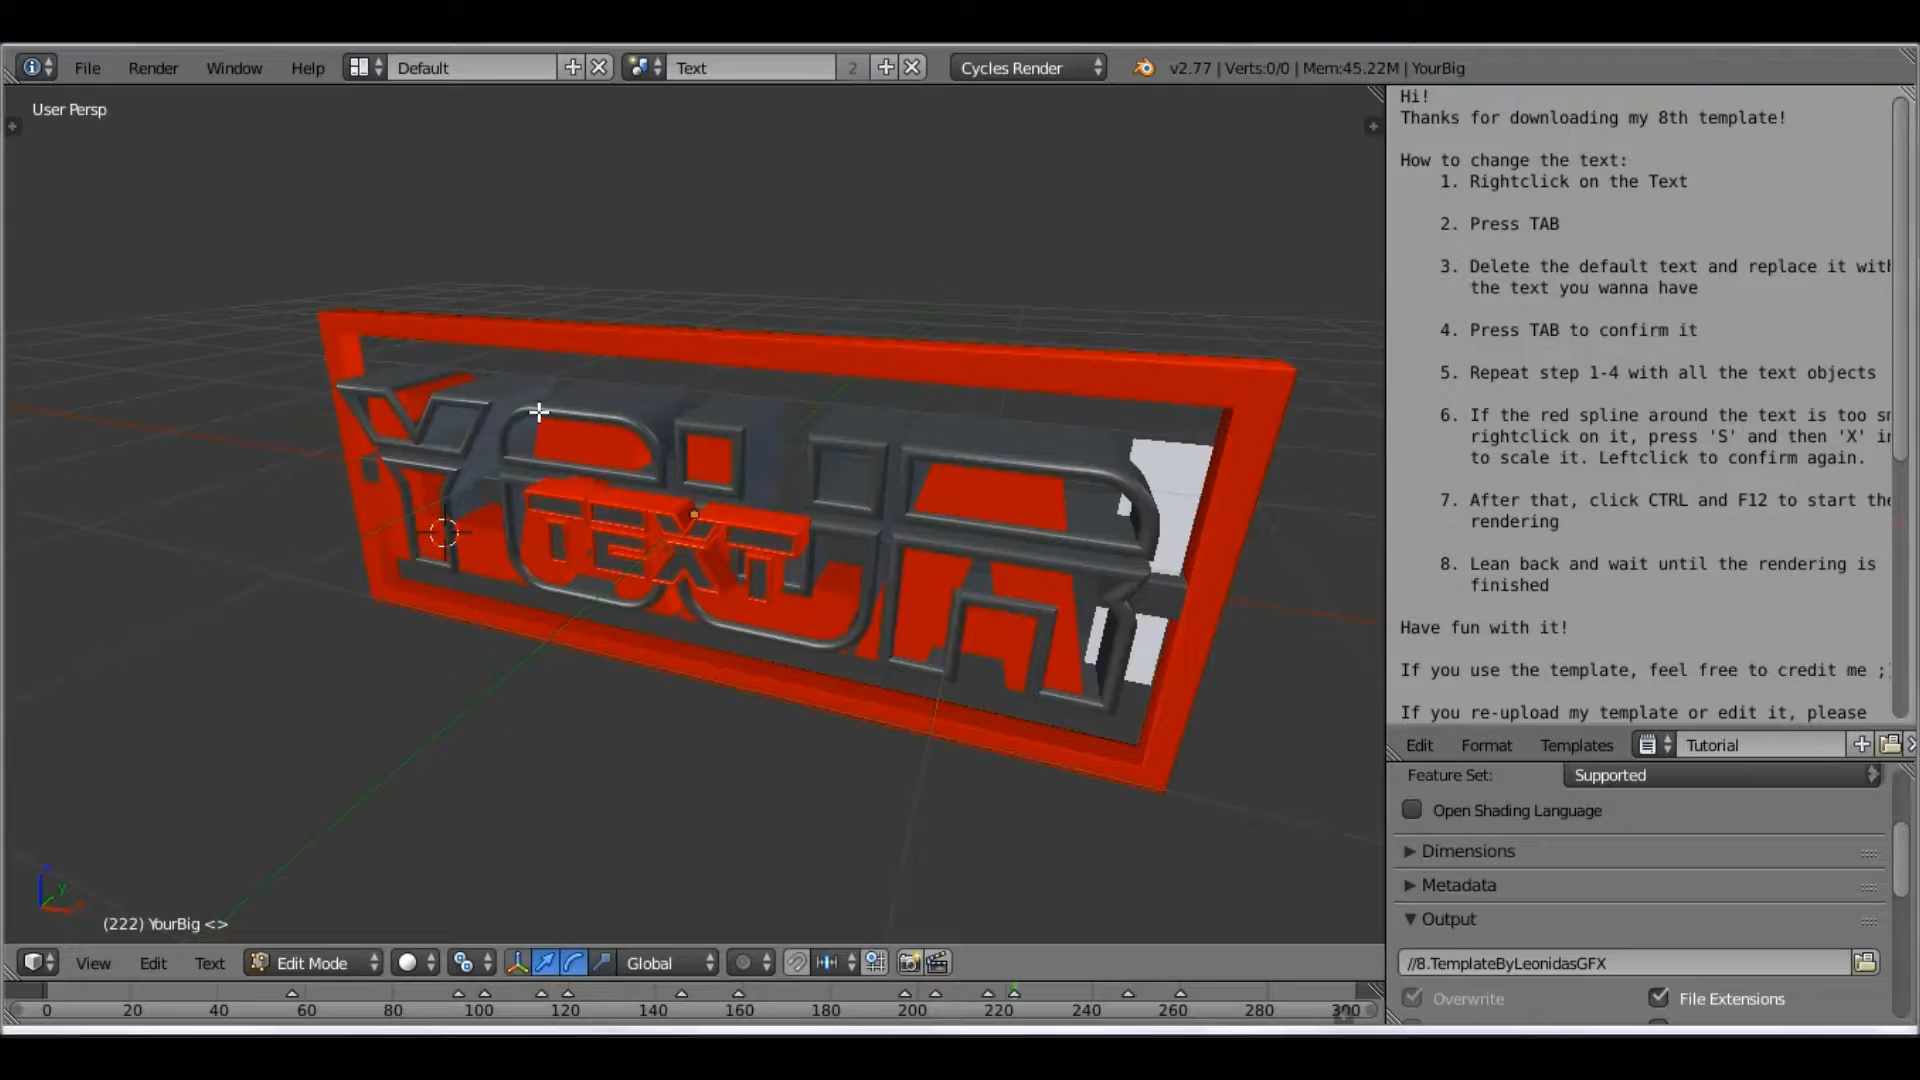 File Render Window Help Default Text 2 Cycles Render v2.77 | Verts:0/0 | Mem:45.22M | YourBig
User Persp
YOUR
TEXT
(222) YourBig <>
View Edit Text Edit Mode Global
0 20 40 60 80 100 120 140 160 180 200 220 240 260 280 300
Hi!
Thanks for downloading my 8th template!
How to change the text:
1. Rightclick on the Text
2. Press TAB
3. Delete the default text and replace it with
the text you wanna have
4. Press TAB to confirm it
5. Repeat step 1-4 with all the text objects
6. If the red spline around the text is too
rightclick on it, press 'S' and then 'X'
to scale it. Leftclick to confirm again.
7. After that, click CTRL and F12 to start the
rendering
8. Lean back and wait until the rendering is
finished
Have fun with it!
If you use the template, feel free to credit me ;
If you re-upload my template or edit it, please
Edit Format Templates Tutorial
Feature Set: Supported
Open Shading Language
Dimensions
Metadata
Output
//8.TemplateByLeonidasGFX
Overwrite File Extensions